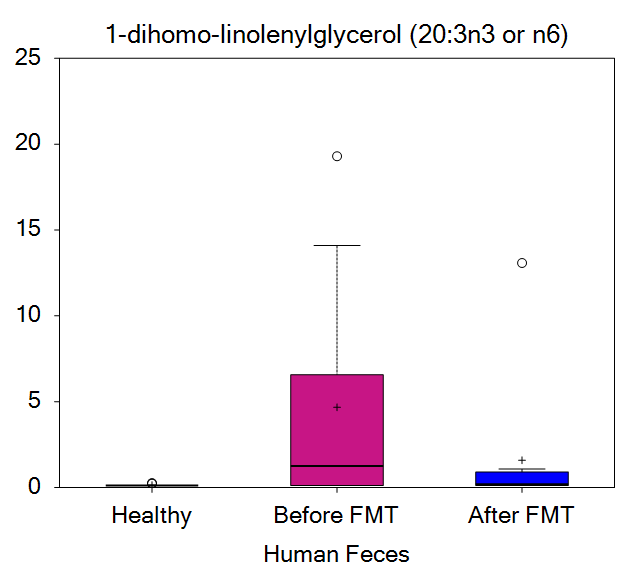 1-dihomo-linolenylglycerol (20:3n3 or n6)
25
20
15
10
5
0
Healthy Before FMT After FMT
Human Feces